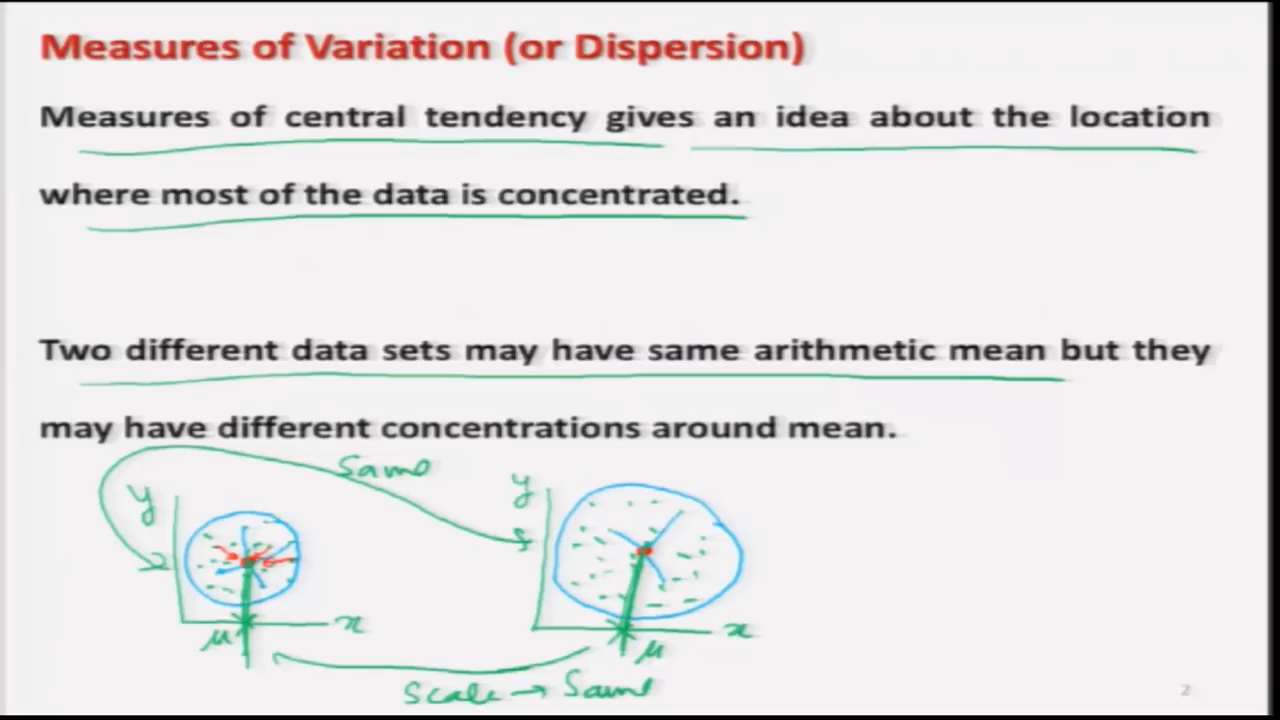 Measures of Variation (or Dispersion)
Measures of central tendency gives an idea about the location
where most of the data is concentrated.
Two different data sets may have same arithmetic mean but they
may have different concentrations around mean.
Same
y
y
x
x
μ
μ
Scale → Same
2